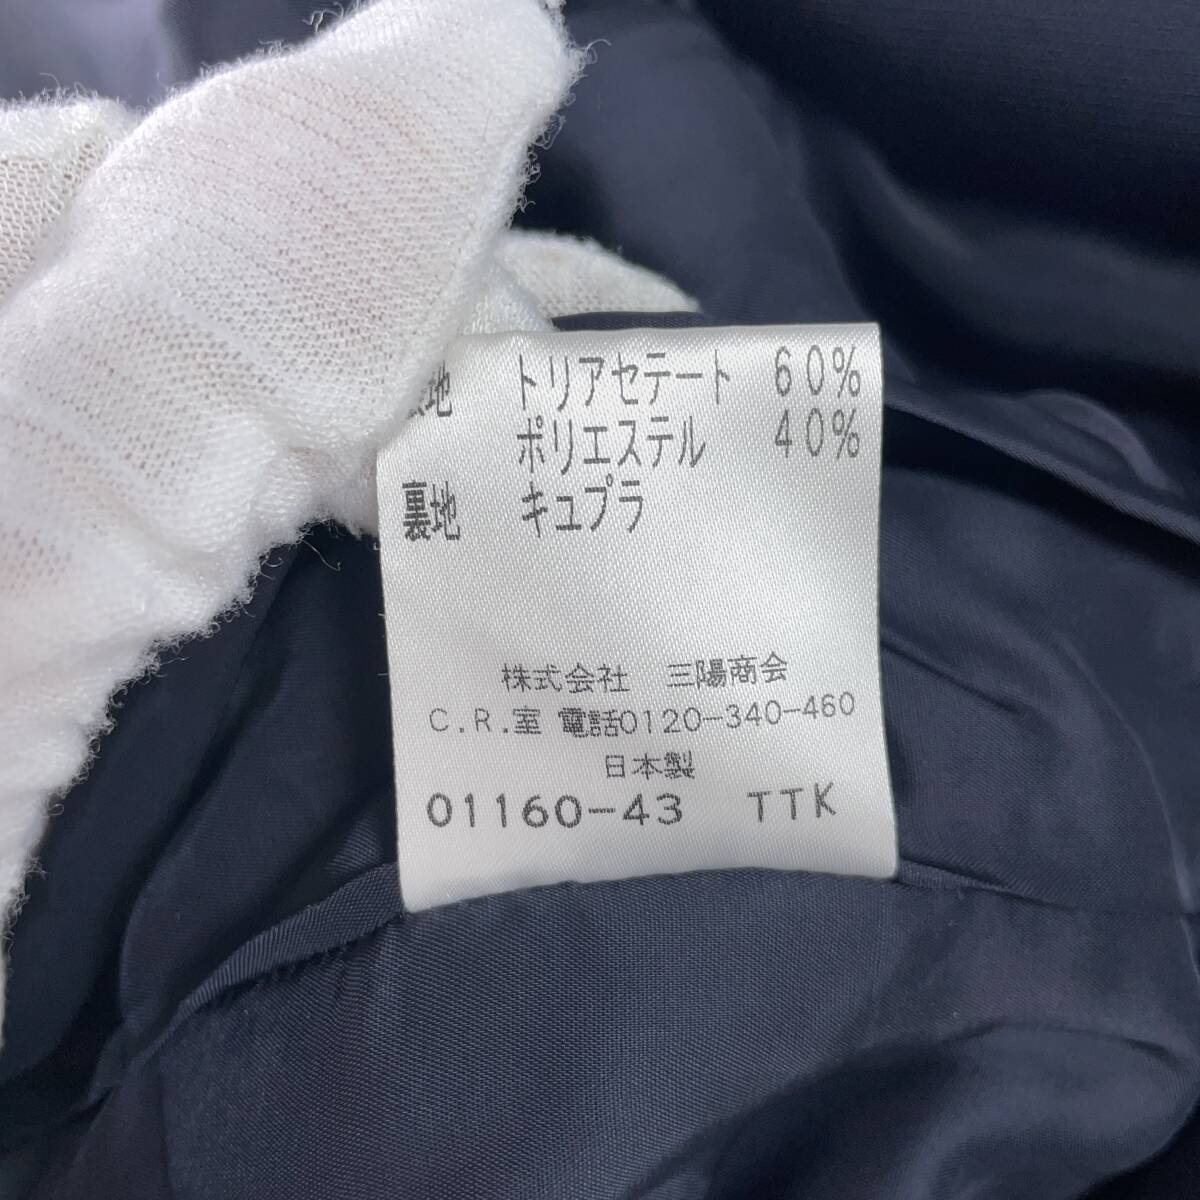 表地 トリアセテート 60%
ポリエステル 40%
裏地 キュプラ
株式会社 三陽商会
C.R.室 電話0120-340-460
日本製
01160-43 TTK